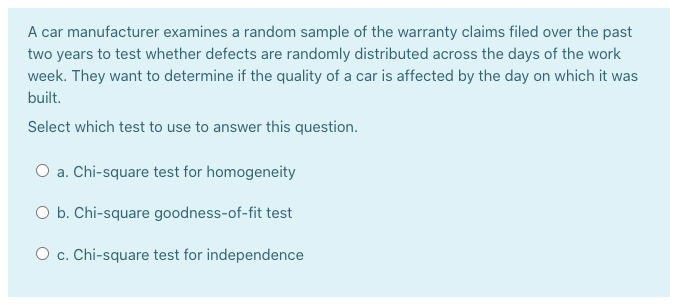 A car manufacturer examines a random sample of the warranty claims filed over the past
two years to test whether defects are randomly distributed across the days of the work
week. They want to determine if the quality of a car is affected by the day on which it was
built.
Select which test to use to answer this question.
a. Chi-square test for homogeneity
b. Chi-square goodness-of-fit test
c. Chi-square test for independence